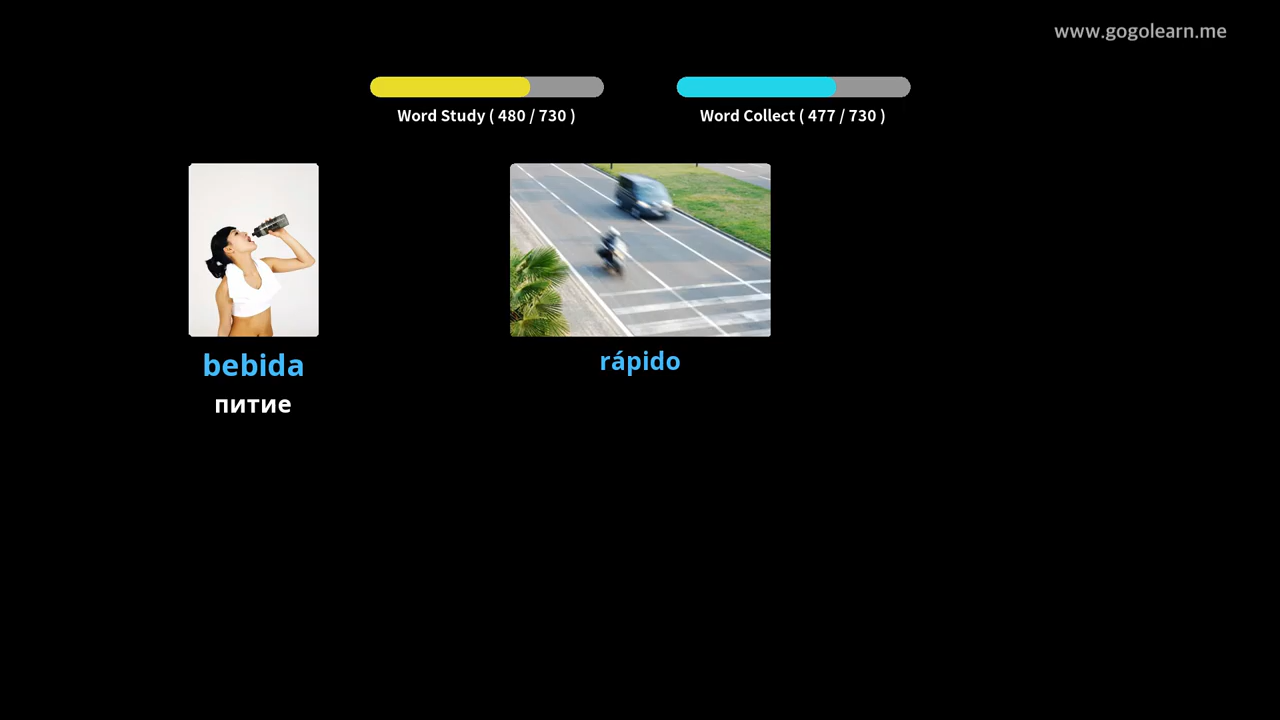 www.gogolearn.me
Word Study ( 480 / 730 )
Word Collect ( 477 / 730 )
bebida
питие
rápido